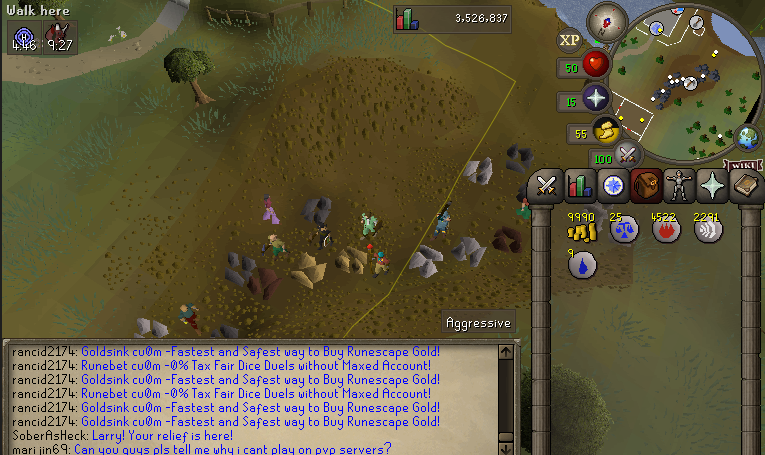 Walk here
3,526,837
4:46 9:27
XP
50
15
55
100
WIKI
9990 25 4522 2291
9
Aggressive
rancid2174: Goldsink cu0m -Fastest and Safest way to Buy Runescape Gold!
rancid2174: Runebet cu0m -0% Tax Fair Dice Duels without Maxed Account!
rancid2174: Goldsink cu0m -Fastest and Safest way to Buy Runescape Gold!
rancid2174: Runebet cu0m -0% Tax Fair Dice Duels without Maxed Account!
rancid2174: Goldsink cu0m -Fastest and Safest way to Buy Runescape Gold!
rancid2174: Goldsink cu0m -Fastest and Safest way to Buy Runescape Gold!
SoberAsHeck: Larry! Your relief is here!
marijin69: Can you guys pls tell me why i cant play on pvp servers?